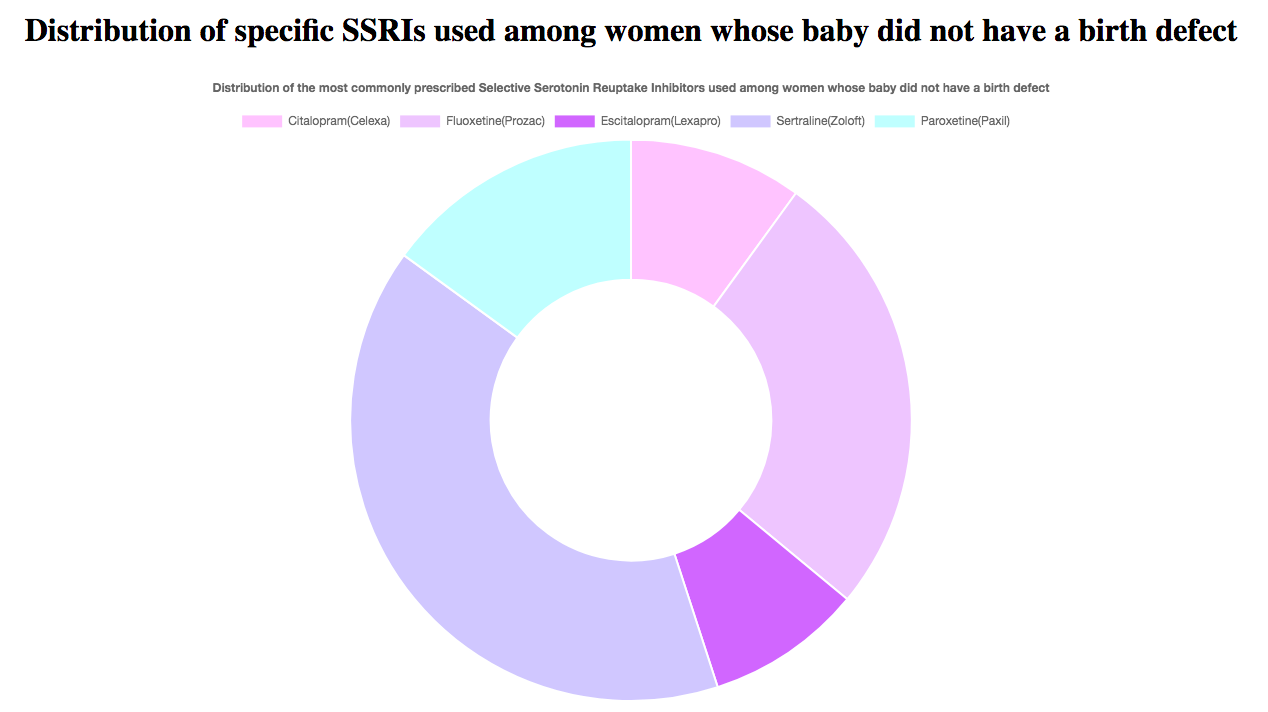 Distribution of specific SSRIs used among women whose baby did not have a birth defect
Distribution of the most commonly prescribed Selective Serotonin Reuptake Inhibitors used among women whose baby did not have a birth defect
Citalopram(Celexa) Fluoxetine(Prozac) Escitalopram(Lexapro) Sertraline(Zoloft) Paroxetine(Paxil)